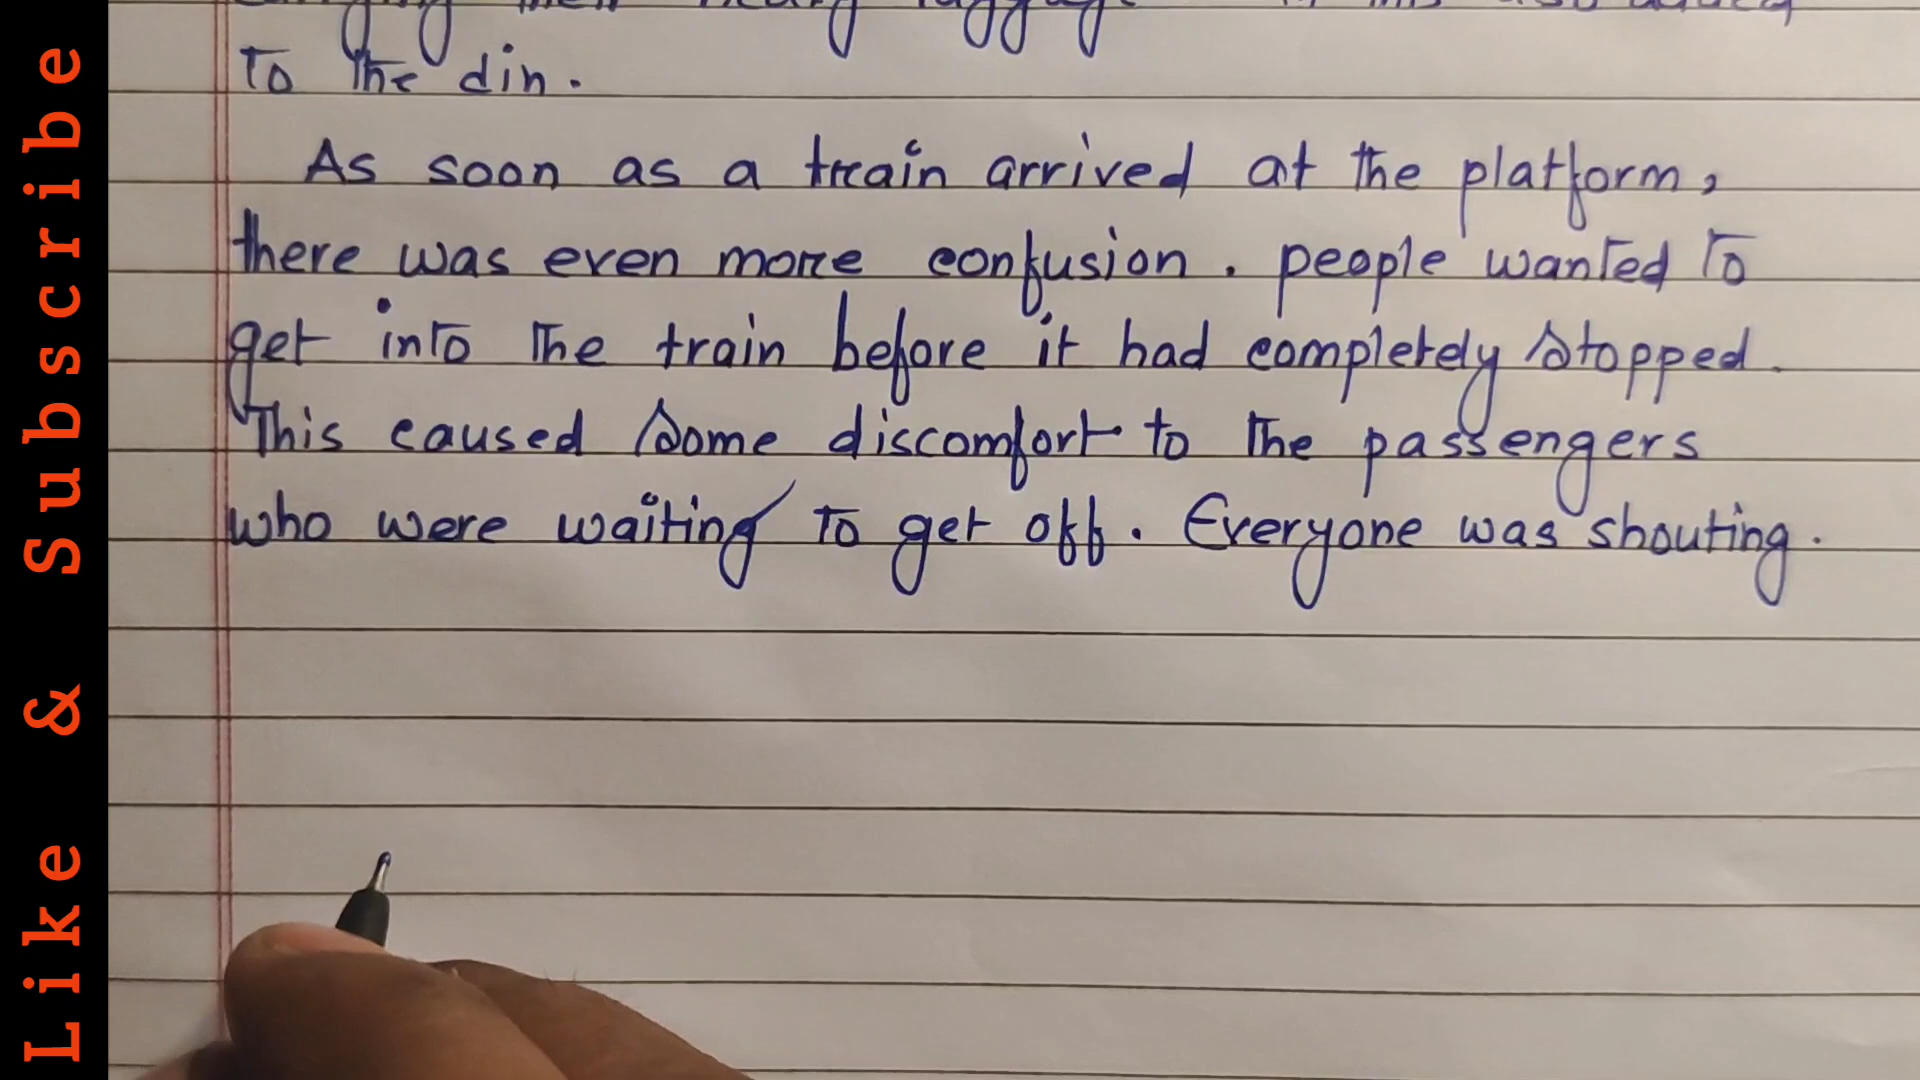 to the din.
As soon as a train arrived at the platform,
there was even more confusion. people wanted to
get into the train before it had completely stopped.
This caused some discomfort to the passengers
who were waiting to get off. Everyone was shouting.
Like & Subscribe